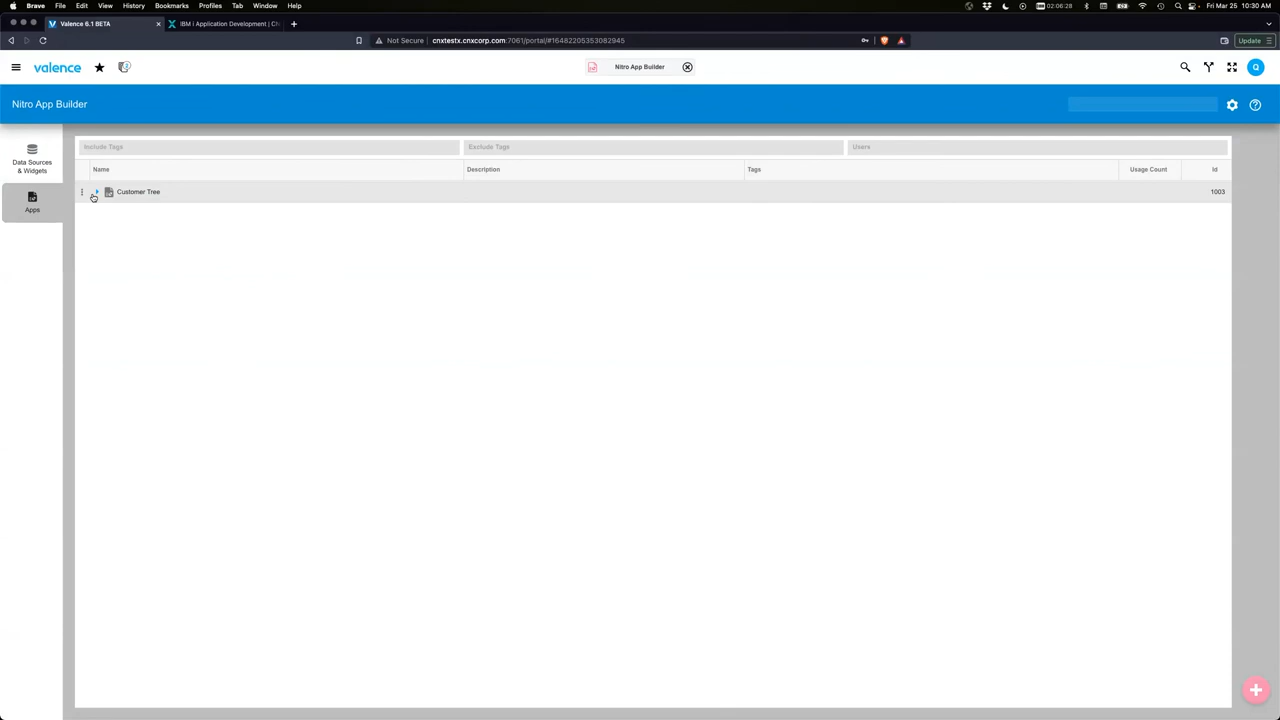 Brave File Edit View History Bookmarks Profiles Tab Window Help 02:06:28 Fri Mar 25 10:30 AM
Valence 6.1 BETA IBM i Application Development | C
Not Secure cnxtestx.cnxcorp.com:7061/portal/#16482205353082945 Update
valence Nitro App Builder Q
Nitro App Builder
Data Sources
& Widgets
Apps
Include Tags Exclude Tags Users
Name Description Tags Usage Count Id
Customer Tree 1003